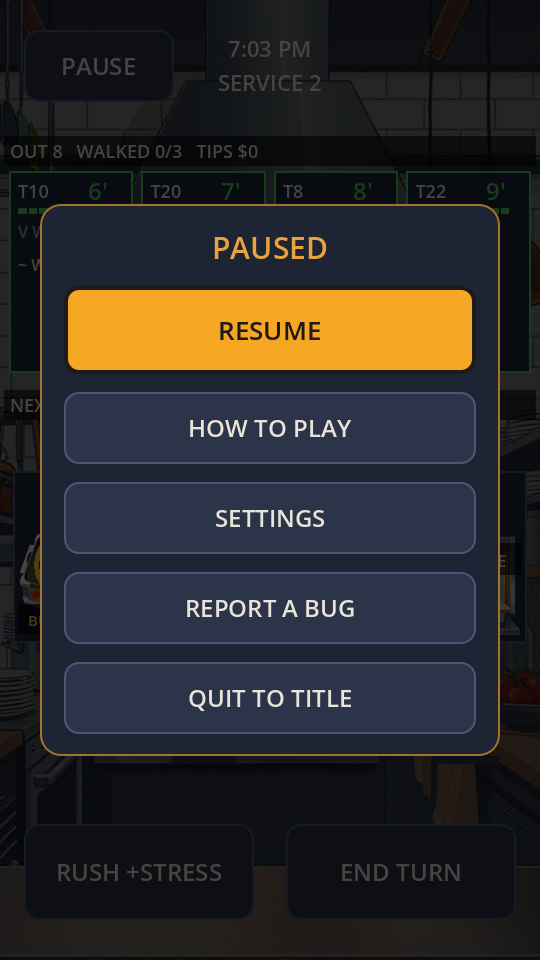 PAUSE
7:03 PM
SERVICE 2
OUT 8 WALKED 0/3 TIPS $0
T10 6' T20 7' T8 8' T22 9'
PAUSED
RESUME
HOW TO PLAY
SETTINGS
REPORT A BUG
QUIT TO TITLE
RUSH +STRESS
END TURN